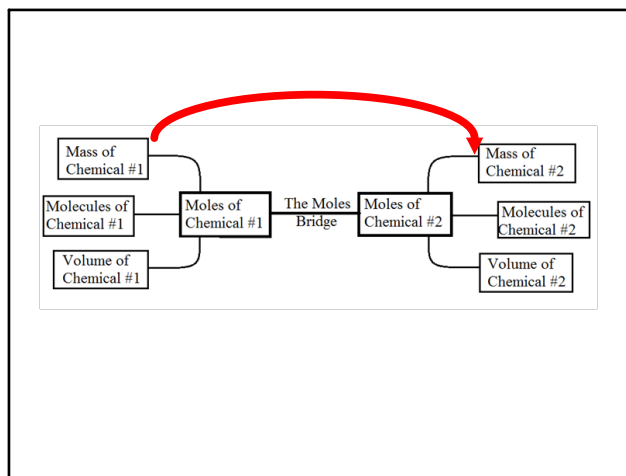 Mass of
Chemical #1
Molecules of
Chemical #1
Volume of
Chemical #1
Moles of
Chemical #1
The Moles
Bridge
Moles of
Chemical #2
Mass of
Chemical #2
Molecules of
Chemical #2
Volume of
Chemical #2